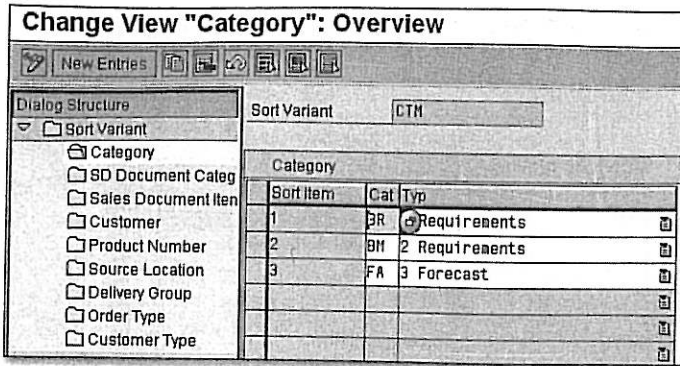 Change View "Category": Overview
New Entries
Dialog Structure
Sort Variant
Category
SD Document Categ
Sales Document Iten
Customer
Product Number
Source Location
Delivery Group
Order Type
Customer Type
Sort Variant CTM
Category
Sort Item Cat Typ
1 BR Requirements
2 BM 2 Requirements
3 FA 3 Forecast